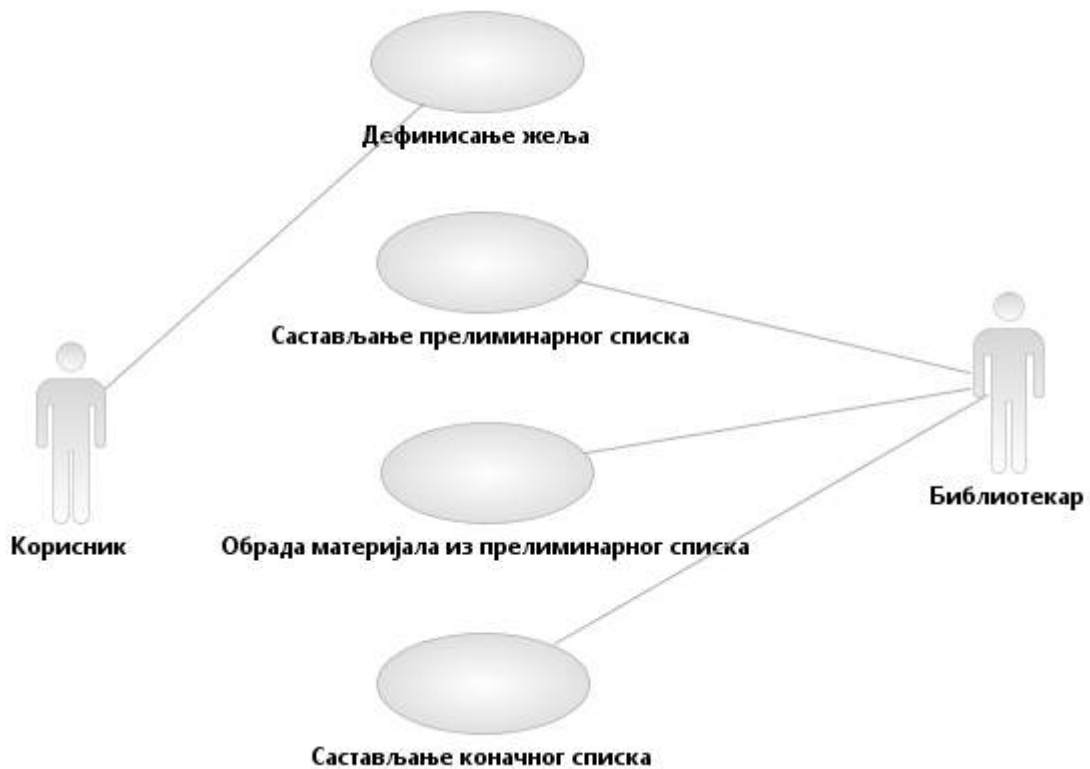 Дефинисање жеља
Састављање прелиминарног списка
Корисник
Библиотекар
Обрада материјала из прелиминарног списка
Састављање коначног списка